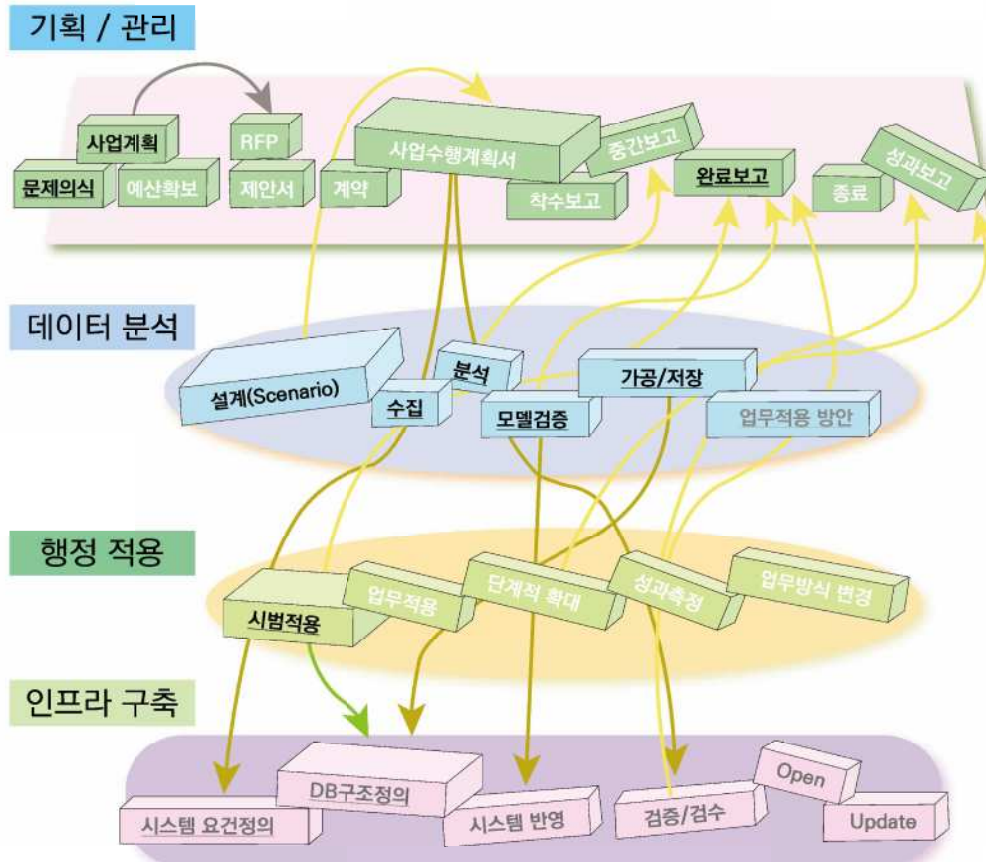 기획 / 관리
사업계획
RFP
사업수행계획서
중간보고
문제의식
예산확보
제안서
계약
착수보고
완료보고
종료
성과보고
데이터 분석
설계(Scenario)
수집
분석
모델검증
가공/저장
업무적용 방안
행정 적용
시범적용
업무적용
단계적 확대
성과측정
업무방식 변경
인프라 구축
시스템 요건정의
DB구조정의
시스템 반영
검증/검수
Open
Update